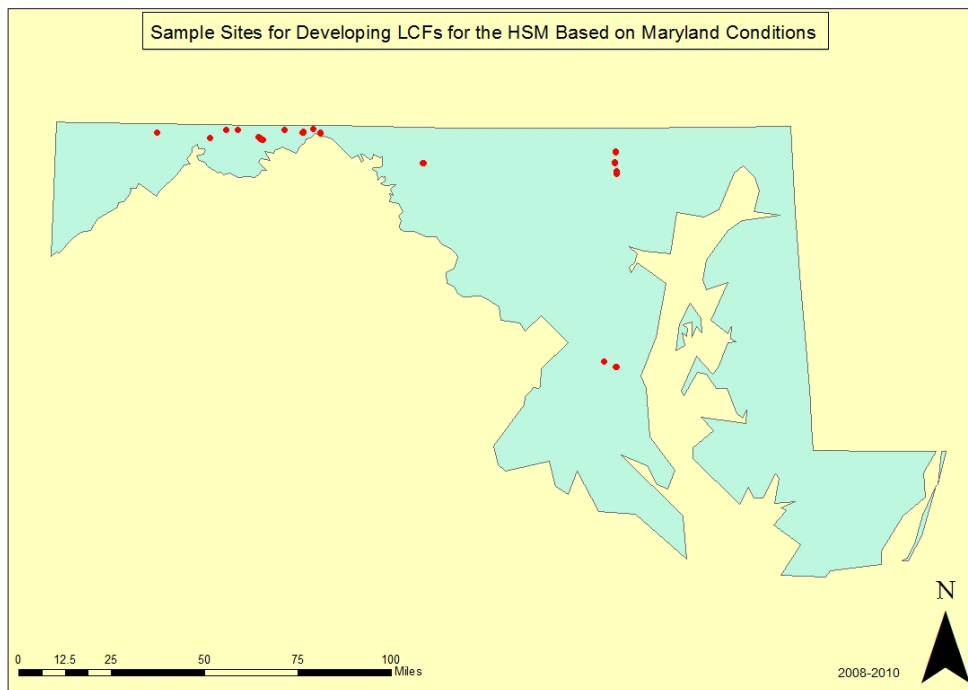 Sample Sites for Developing LCFs for the HSM Based on Maryland Conditions
N
0 12.5 25 50 75 100
Miles
2008-2010